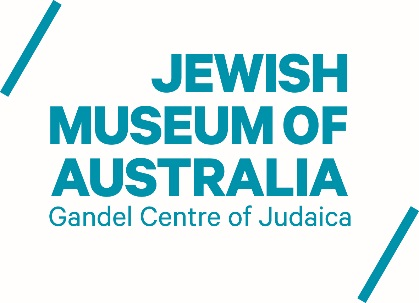 JEWISH
MUSEUM OF
AUSTRALIA
Gandel Centre of Judaica